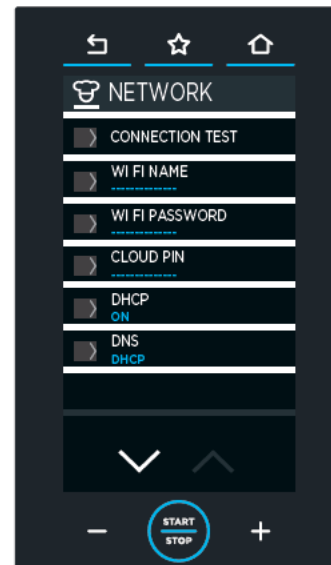 NETWORK
CONNECTION TEST
WI FI NAME
-------------
WI FI PASSWORD
-------------
CLOUD PIN
-------------
DHCP
ON
DNS
DHCP
START
STOP